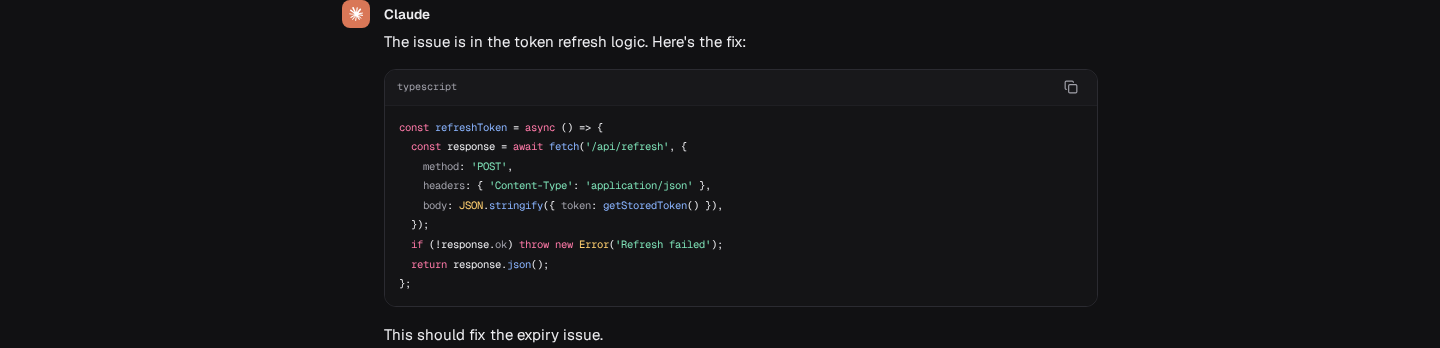 Claude
The issue is in the token refresh logic. Here's the fix:
typescript
const refreshToken = async () => {
  const response = await fetch('/api/refresh', {
    method: 'POST',
    headers: { 'Content-Type': 'application/json' },
    body: JSON.stringify({ token: getStoredToken() }),
  });
  if (!response.ok) throw new Error('Refresh failed');
  return response.json();
};
This should fix the expiry issue.